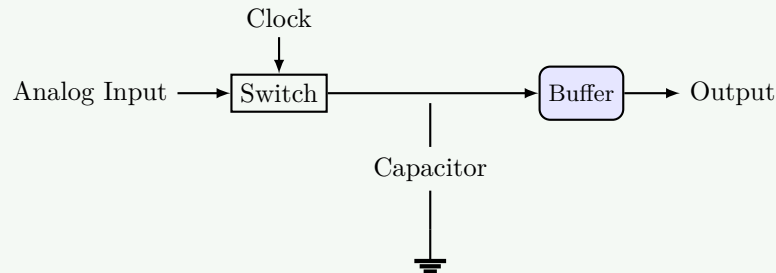 Clock
Analog Input
Switch
Buffer
Output
Capacitor